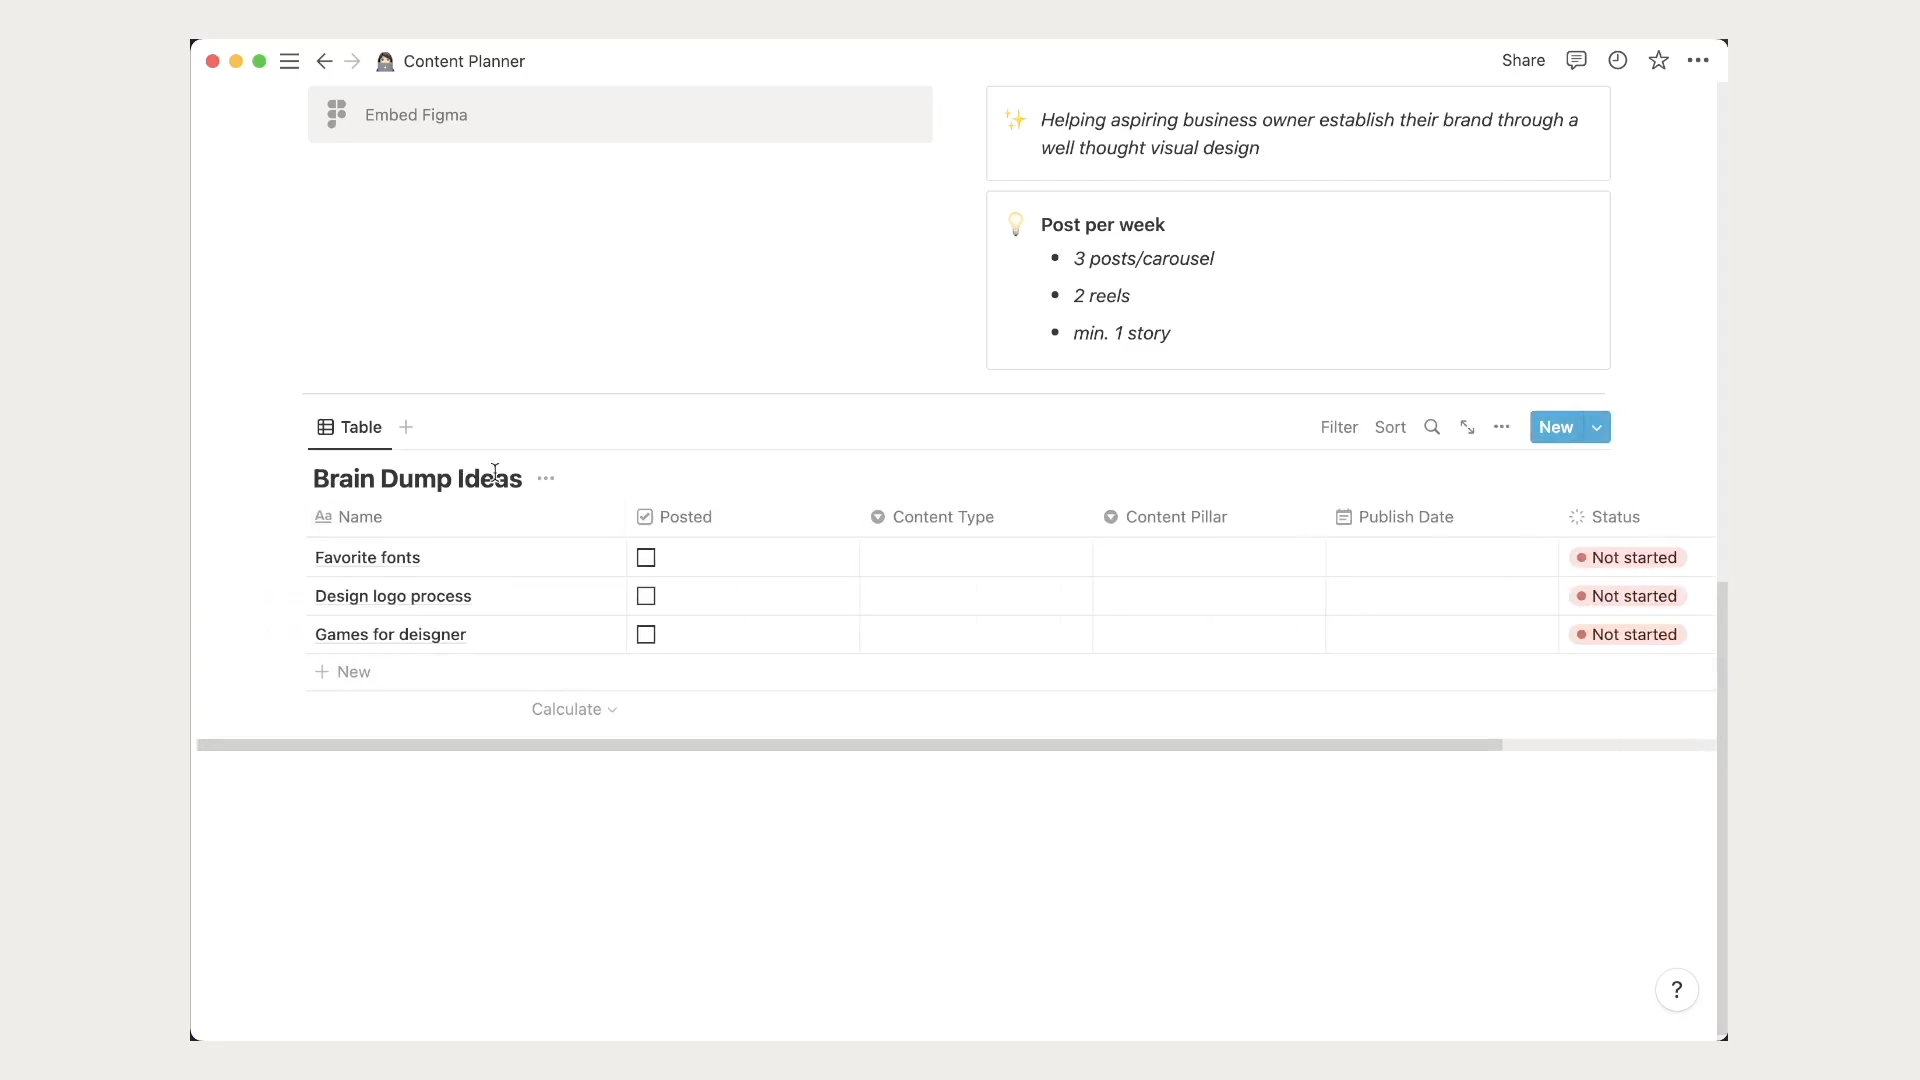 Content Planner
Share
Embed Figma
Helping aspiring business owner establish their brand through a
well thought visual design
Post per week
3 posts/carousel
2 reels
min. 1 story
Table
Filter
Sort
New
Brain Dump Ideas
Aa Name
Posted
Content Type
Content Pillar
Publish Date
Status
Favorite fonts
Not started
Design logo process
Not started
Games for deisgner
Not started
+ New
Calculate
?